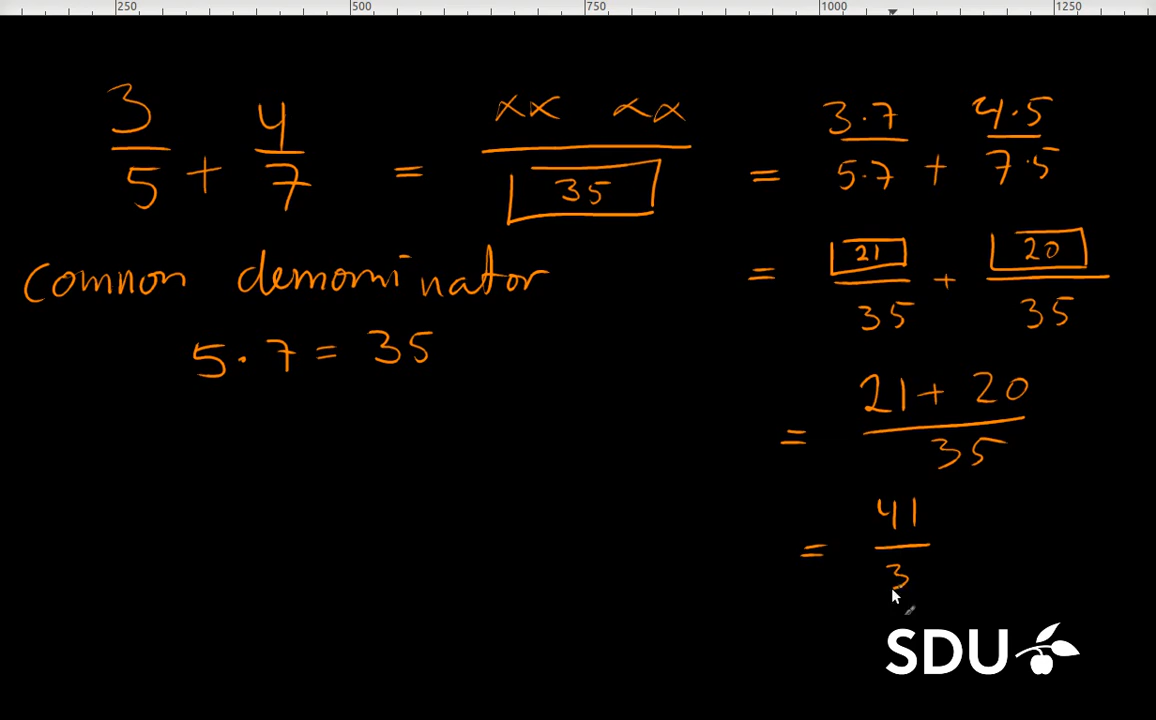 250 500 750 1000 1250
3/5 + 4/7 = xx xx/35 = 3·7/5·7 + 4·5/7·5
common demominator = 21/35 + 20/35
5·7 = 35
= 21 + 20/35
= 41/3
SDU